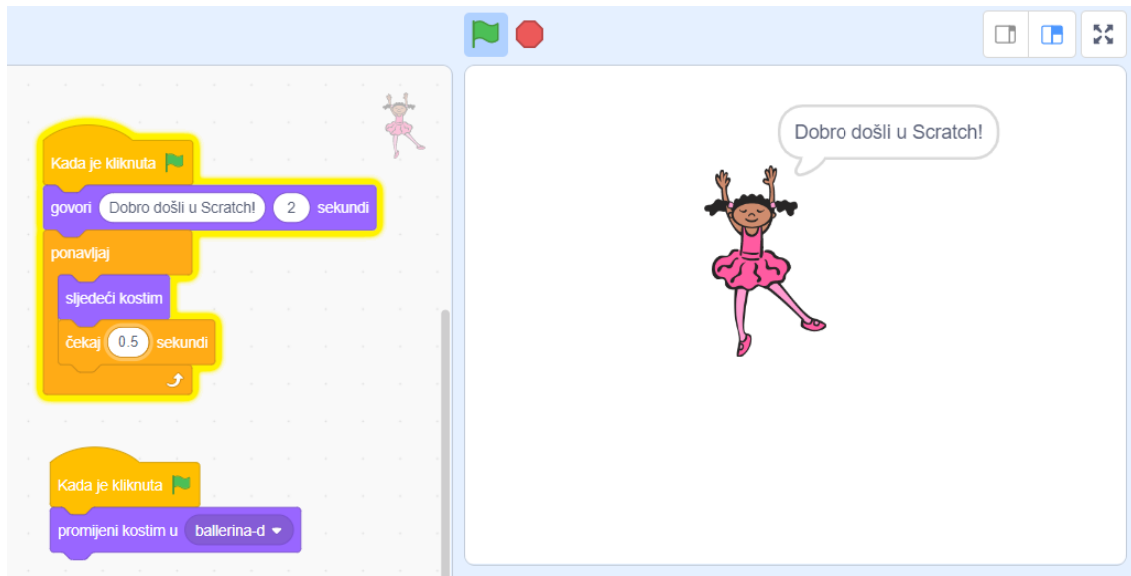 Kada je kliknuta
govori Dobro došli u Scratch! 2 sekundi
ponavljaj
sljedeći kostim
čekaj 0.5 sekundi
Kada je kliknuta
promijeni kostim u ballerina-d
Dobro došli u Scratch!